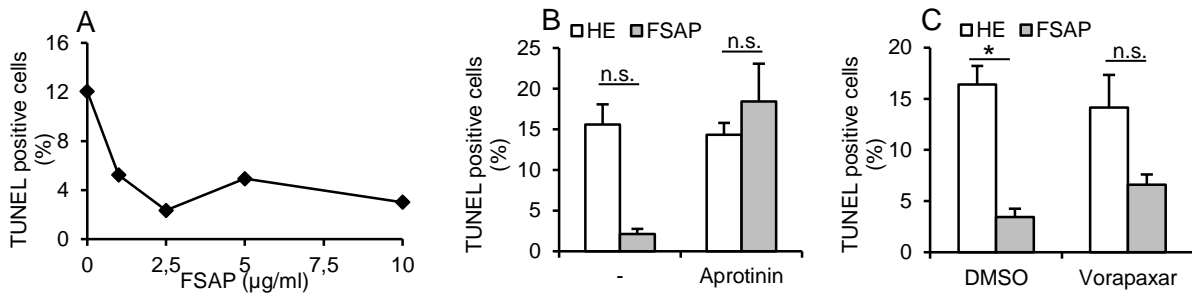 A
TUNEL positive cells
(%)
16
12
8
4
0
0 2,5 5 7,5 10
FSAP (µg/ml)
B
HE FSAP
TUNEL positive cells
(%)
25
20
15
10
5
0
n.s. n.s.
- Aprotinin
C
HE FSAP
TUNEL positive cells
(%)
20
15
10
5
0
* n.s.
DMSO Vorapaxar